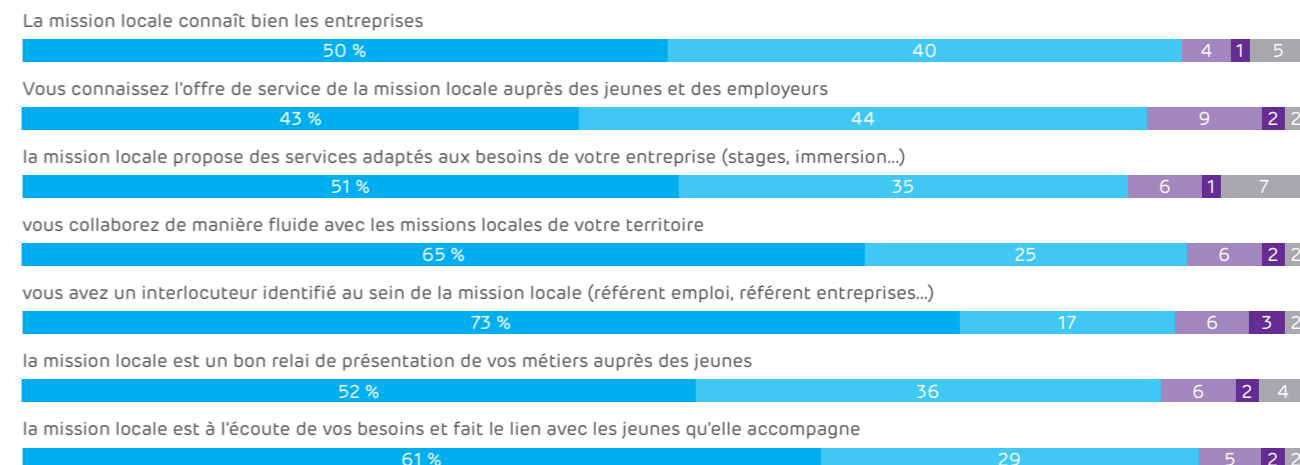 La mission locale connaît bien les entreprises
50 % 40 4 1 5
Vous connaissez l'offre de service de la mission locale auprès des jeunes et des employeurs
43 % 44 9 2 2
la mission locale propose des services adaptés aux besoins de votre entreprise (stages, immersion...)
51 % 35 6 1 7
vous collaborez de manière fluide avec les missions locales de votre territoire
65 % 25 6 2 2
vous avez un interlocuteur identifié au sein de la mission locale (référent emploi, référent entreprises...)
73 % 17 6 3 2
la mission locale est un bon relai de présentation de vos métiers auprès des jeunes
52 % 36 6 2 4
la mission locale est à l'écoute de vos besoins et fait le lien avec les jeunes qu'elle accompagne
61 % 29 5 2 2